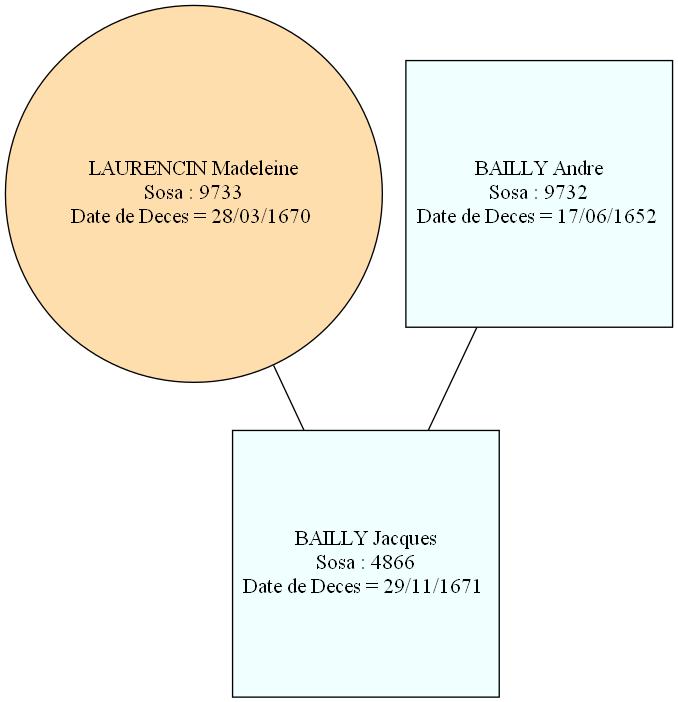 LAURENCIN Madeleine
Sosa : 9733
Date de Deces = 28/03/1670
BAILLY Andre
Sosa : 9732
Date de Deces = 17/06/1652
BAILLY Jacques
Sosa : 4866
Date de Deces = 29/11/1671